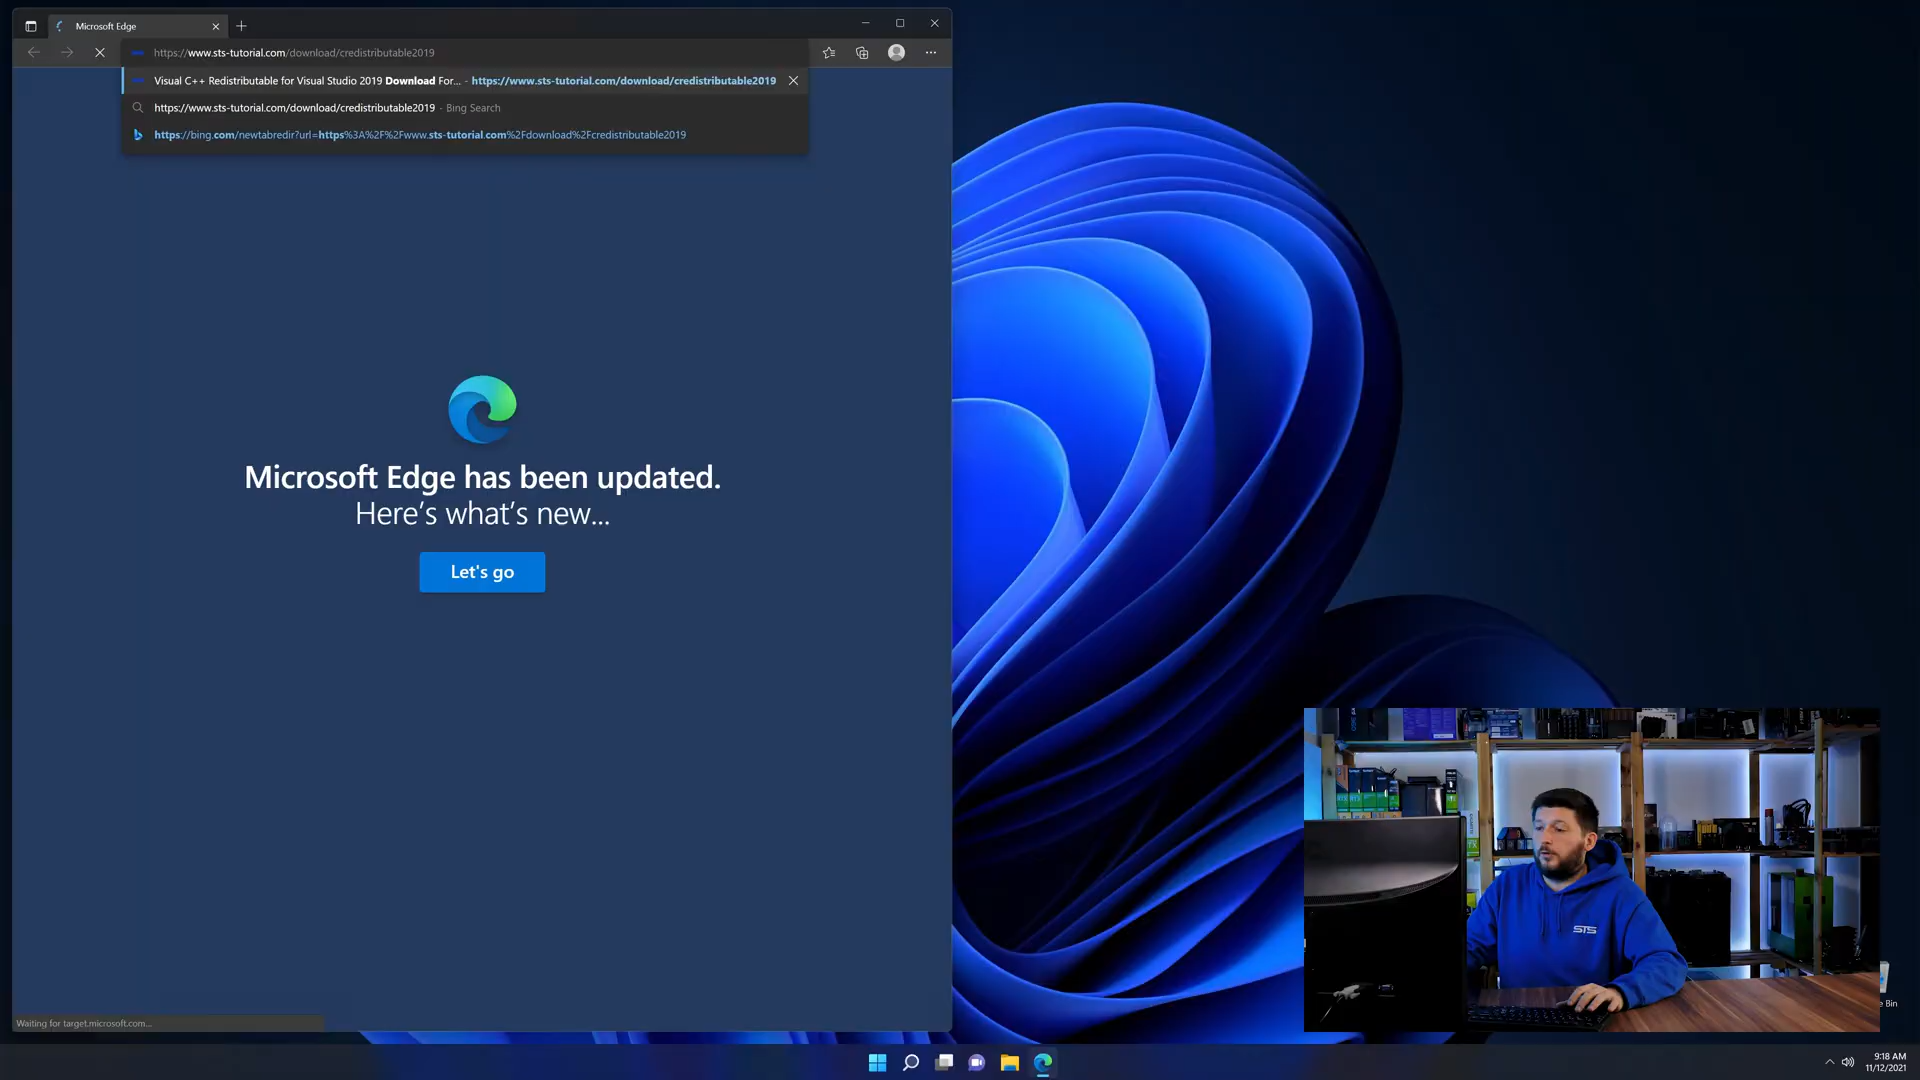 Microsoft Edge
https://www.sts-tutorial.com/download/credistributable2019
Visual C++ Redistributable for Visual Studio 2019 Download For... - https://www.sts-tutorial.com/download/credistributable2019
https://www.sts-tutorial.com/download/credistributable2019 - Bing Search
https://bing.com/newtabredir?url=https%3A%2F%2Fwww.sts-tutorial.com%2Fdownload%2Fcredistributable2019
Microsoft Edge has been updated.
Here's what's new...
Let's go
STS
e Bin
Waiting for target.microsoft.com...
9:18 AM
11/12/2021